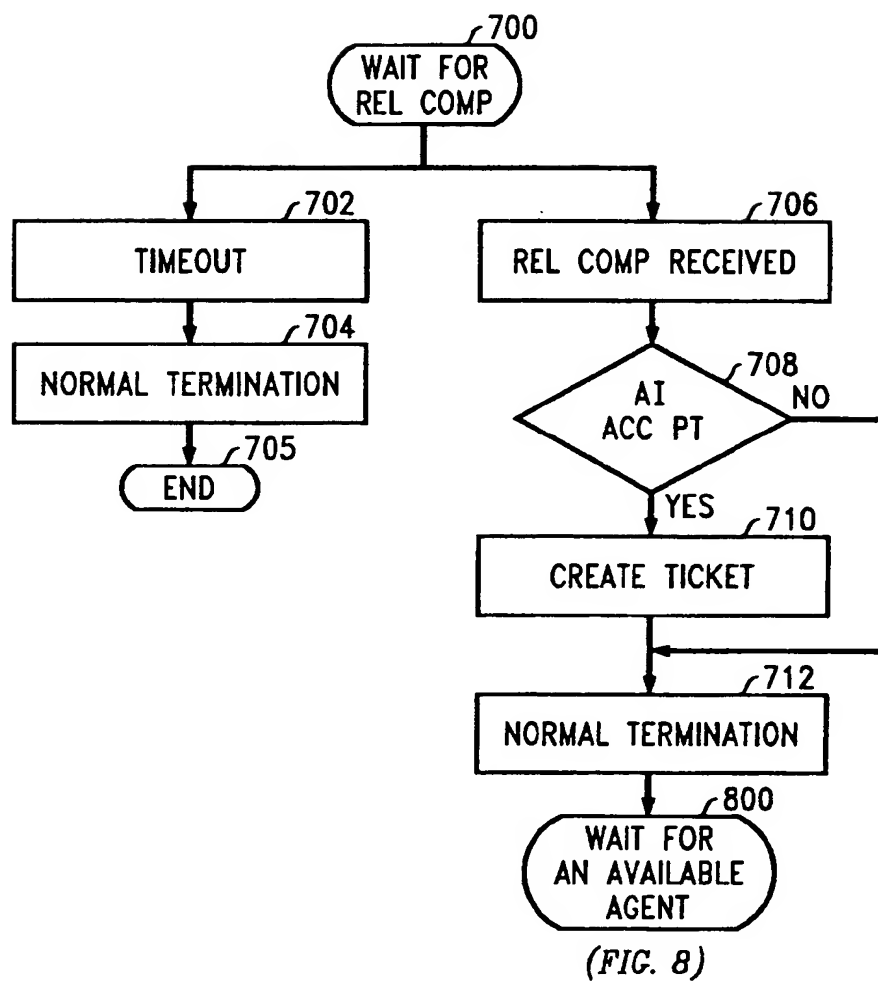 700
WAIT FOR
REL COMP
702
TIMEOUT
704
NORMAL TERMINATION
705
END
706
REL COMP RECEIVED
708
AI
ACC PT
NO
YES
710
CREATE TICKET
712
NORMAL TERMINATION
800
WAIT FOR
AN AVAILABLE
AGENT
(FIG. 8)